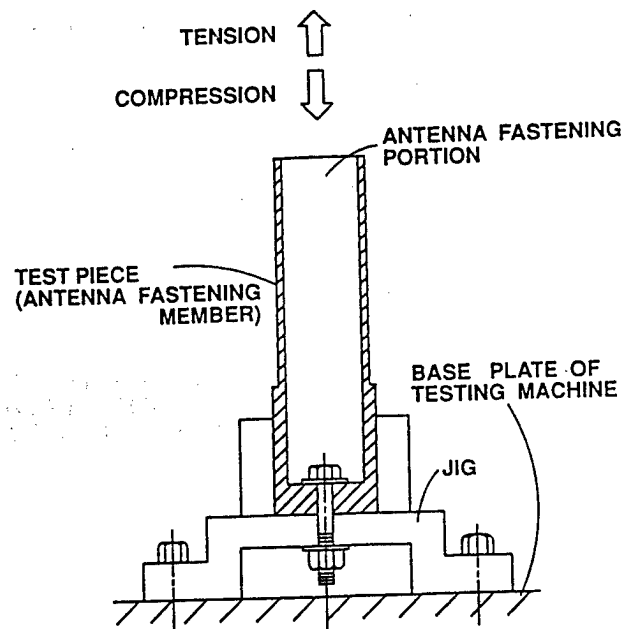 TENSION
COMPRESSION
ANTENNA FASTENING
PORTION
TEST PIECE
(ANTENNA FASTENING
MEMBER)
BASE PLATE OF
TESTING MACHINE
JIG